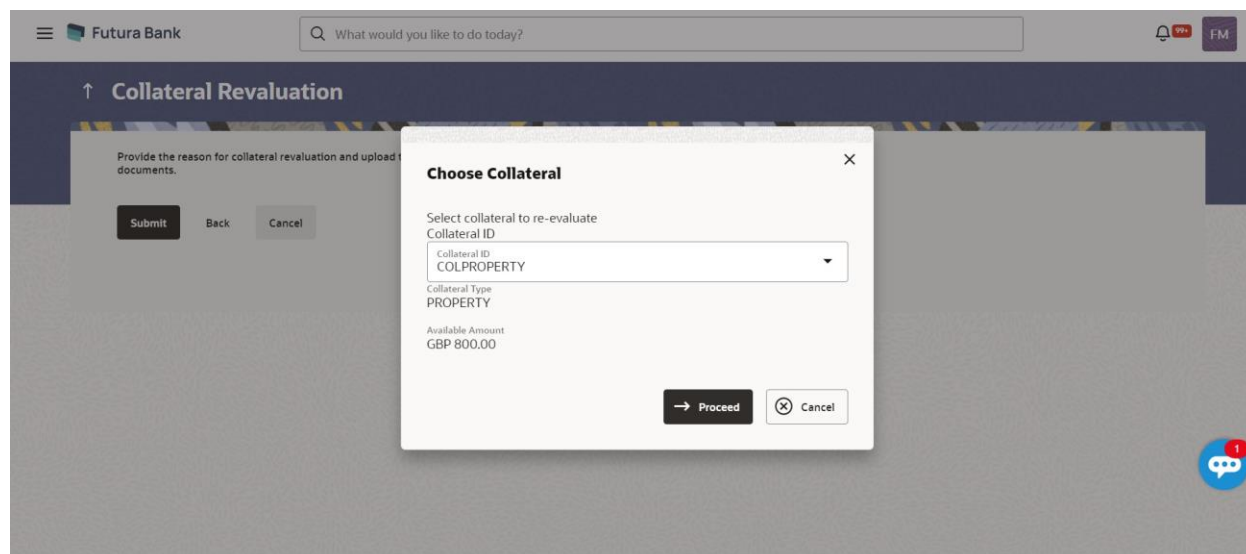 Futura Bank
What would you like to do today?
99+
FM
↑ Collateral Revaluation
Provide the reason for collateral revaluation and upload
documents.
Submit Back Cancel
Choose Collateral
Select collateral to re-evaluate
Collateral ID
Collateral ID
COLPROPERTY
Collateral Type
PROPERTY
Available Amount
GBP 800.00
→ Proceed
Cancel
1